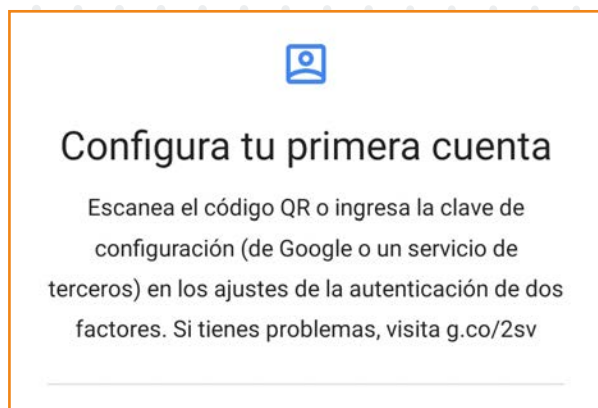 Configura tu primera cuenta
Escanea el código QR o ingresa la clave de
configuración (de Google o un servicio de
terceros) en los ajustes de la autenticación de dos
factores. Si tienes problemas, visita g.co/2sv